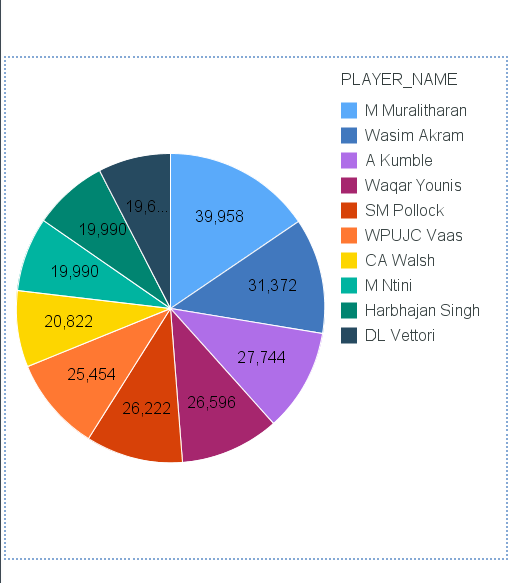 PLAYER_NAME
M Muralitharan
Wasim Akram
A Kumble
Waqar Younis
SM Pollock
WPUJC Vaas
CA Walsh
M Ntini
Harbhajan Singh
DL Vettori
39,958
31,372
27,744
26,596
26,222
25,454
20,822
19,990
19,990
19,6...